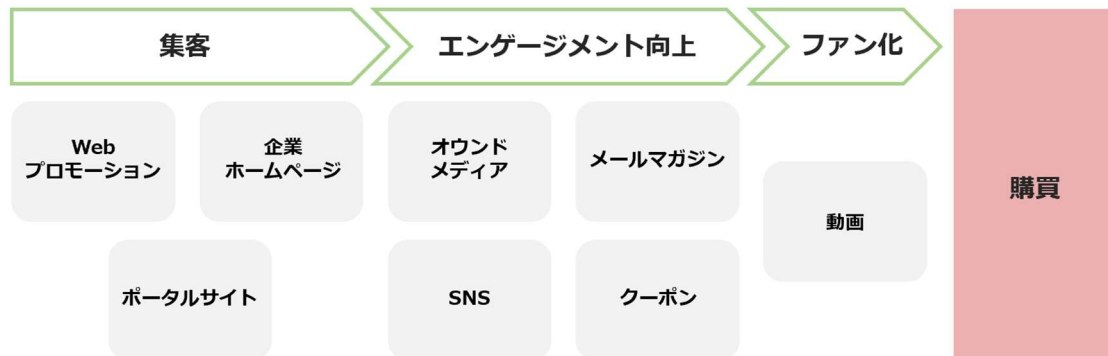 集客
エンゲージメント向上
ファン化
購買
Web
プロモーション
企業
ホームページ
オウンド
メディア
メールマガジン
動画
ポータルサイト
SNS
クーポン